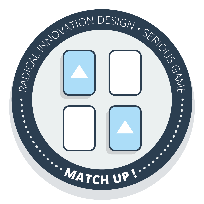 RADICAL INNOVATION DESIGN - SERIOUS GAME
MATCH UP !